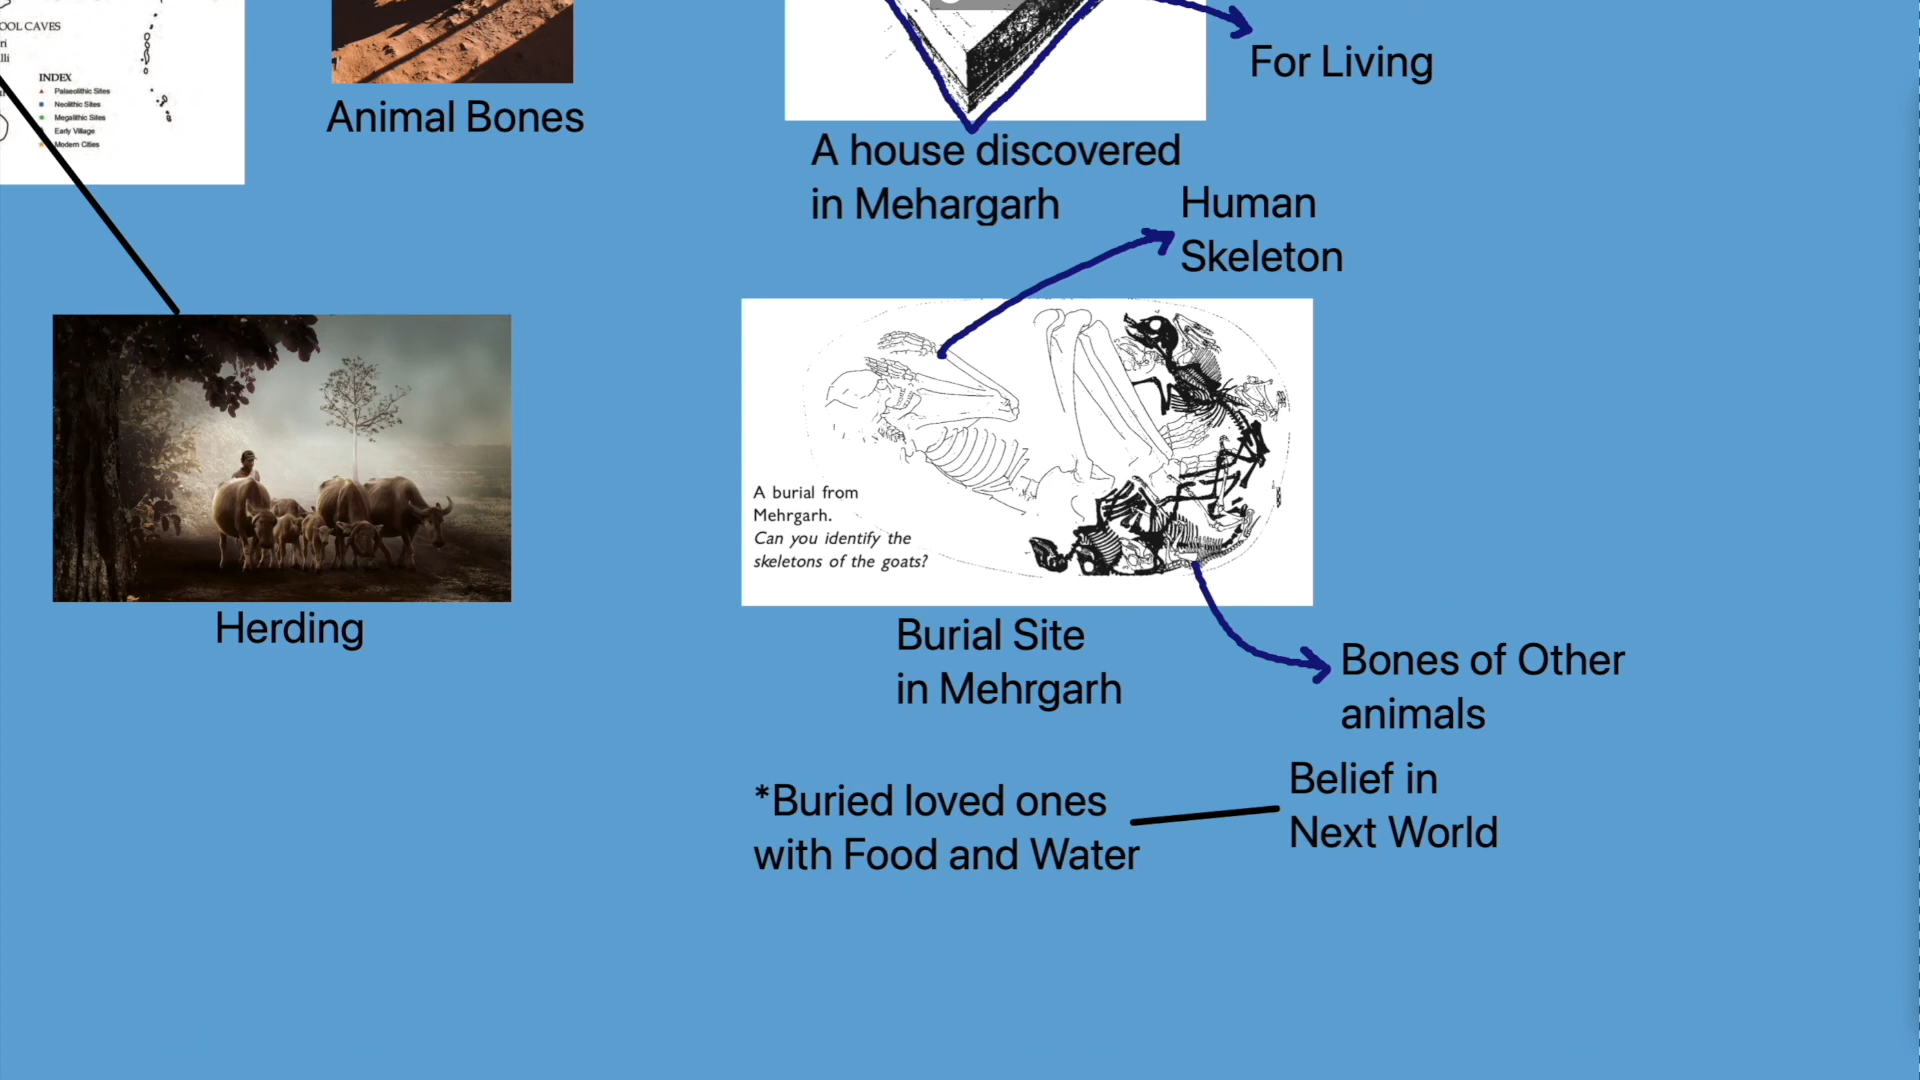 OOL CAVES
ri
lli
INDEX
Palaeolithic Sites
Neolithic Sites
Megalithic Sites
Early Village
Modern Cities
Animal Bones
For Living
A house discovered
in Mehargarh
Human
Skeleton
Herding
A burial from
Mehrgarh.
Can you identify the
skeletons of the goats?
Burial Site
in Mehrgarh
Bones of Other
animals
*Buried loved ones
with Food and Water
Belief in
Next World